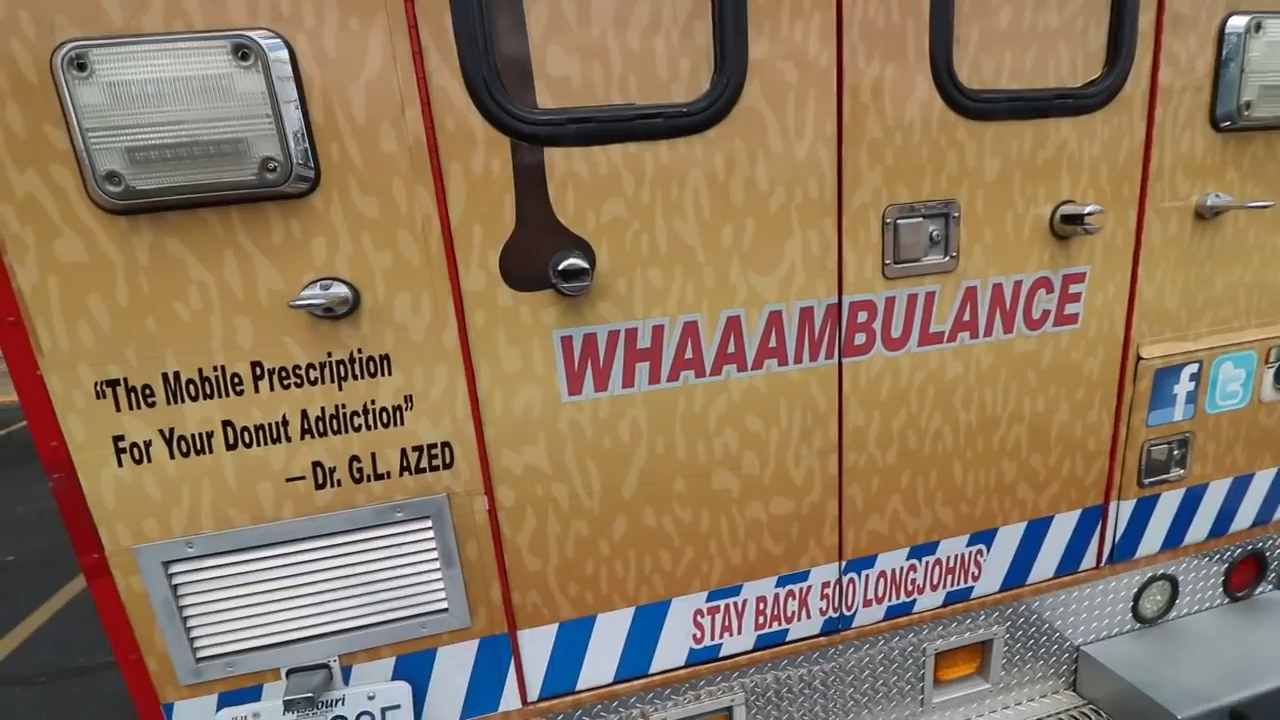 “The Mobile Prescription
For Your Donut Addiction”
— Dr. G.L. AZED
WHAAAMBULANCE
STAY BACK 500 LONGJOHNS
f
t
Missouri